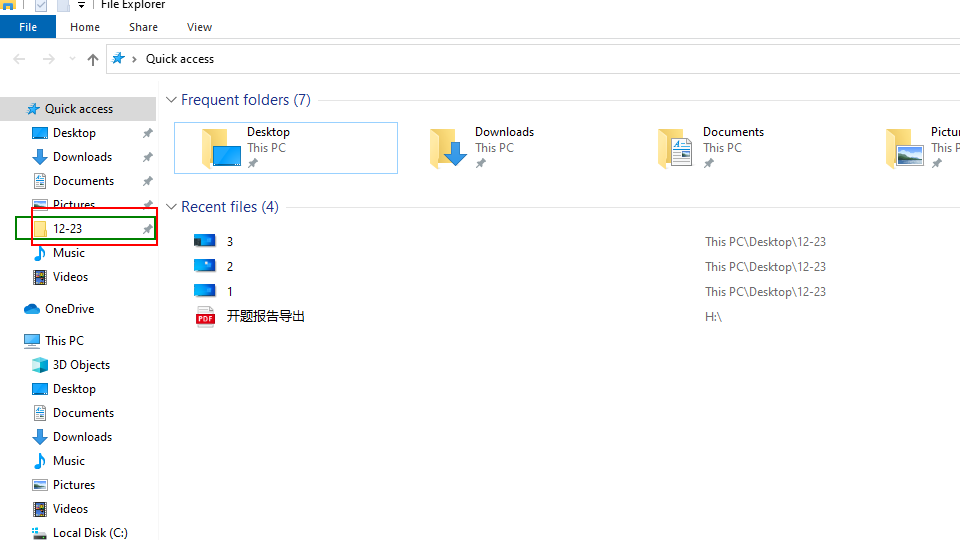 File Explorer
File Home Share View
Quick access
Quick access
Desktop
Downloads
Documents
Pictures
12-23
Music
Videos
OneDrive
This PC
3D Objects
Desktop
Documents
Downloads
Music
Pictures
Videos
Local Disk (C:)
Frequent folders (7)
Desktop
This PC
Downloads
This PC
Documents
This PC
Recent files (4)
3 This PC\Desktop\12-23
2 This PC\Desktop\12-23
1 This PC\Desktop\12-23
PDF 开题报告导出 H:\